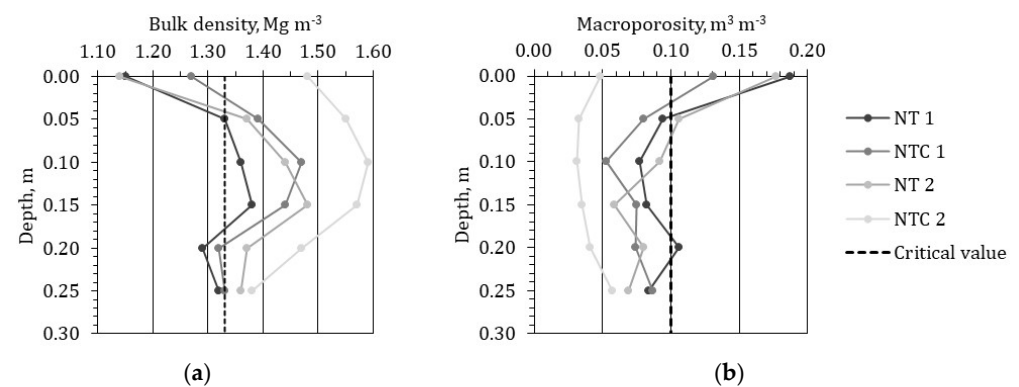 (a)
Bulk density, Mg m⁻³
1.10 1.20 1.30 1.40 1.50 1.60
Depth, m
0.00
0.05
0.10
0.15
0.20
0.25
0.30
(b)
Macroporosity, m³ m⁻³
0.00 0.05 0.10 0.15 0.20
Depth, m
0.00
0.05
0.10
0.15
0.20
0.25
0.30
NT 1
NTC 1
NT 2
NTC 2
Critical value
(a)
(b)